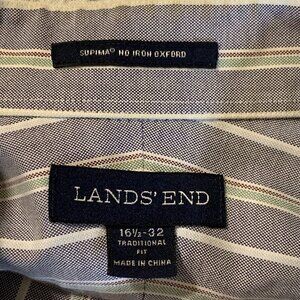 SUPIMA® NO IRON OXFORD
LANDS' END
16½-32
TRADITIONAL
FIT
MADE IN CHINA